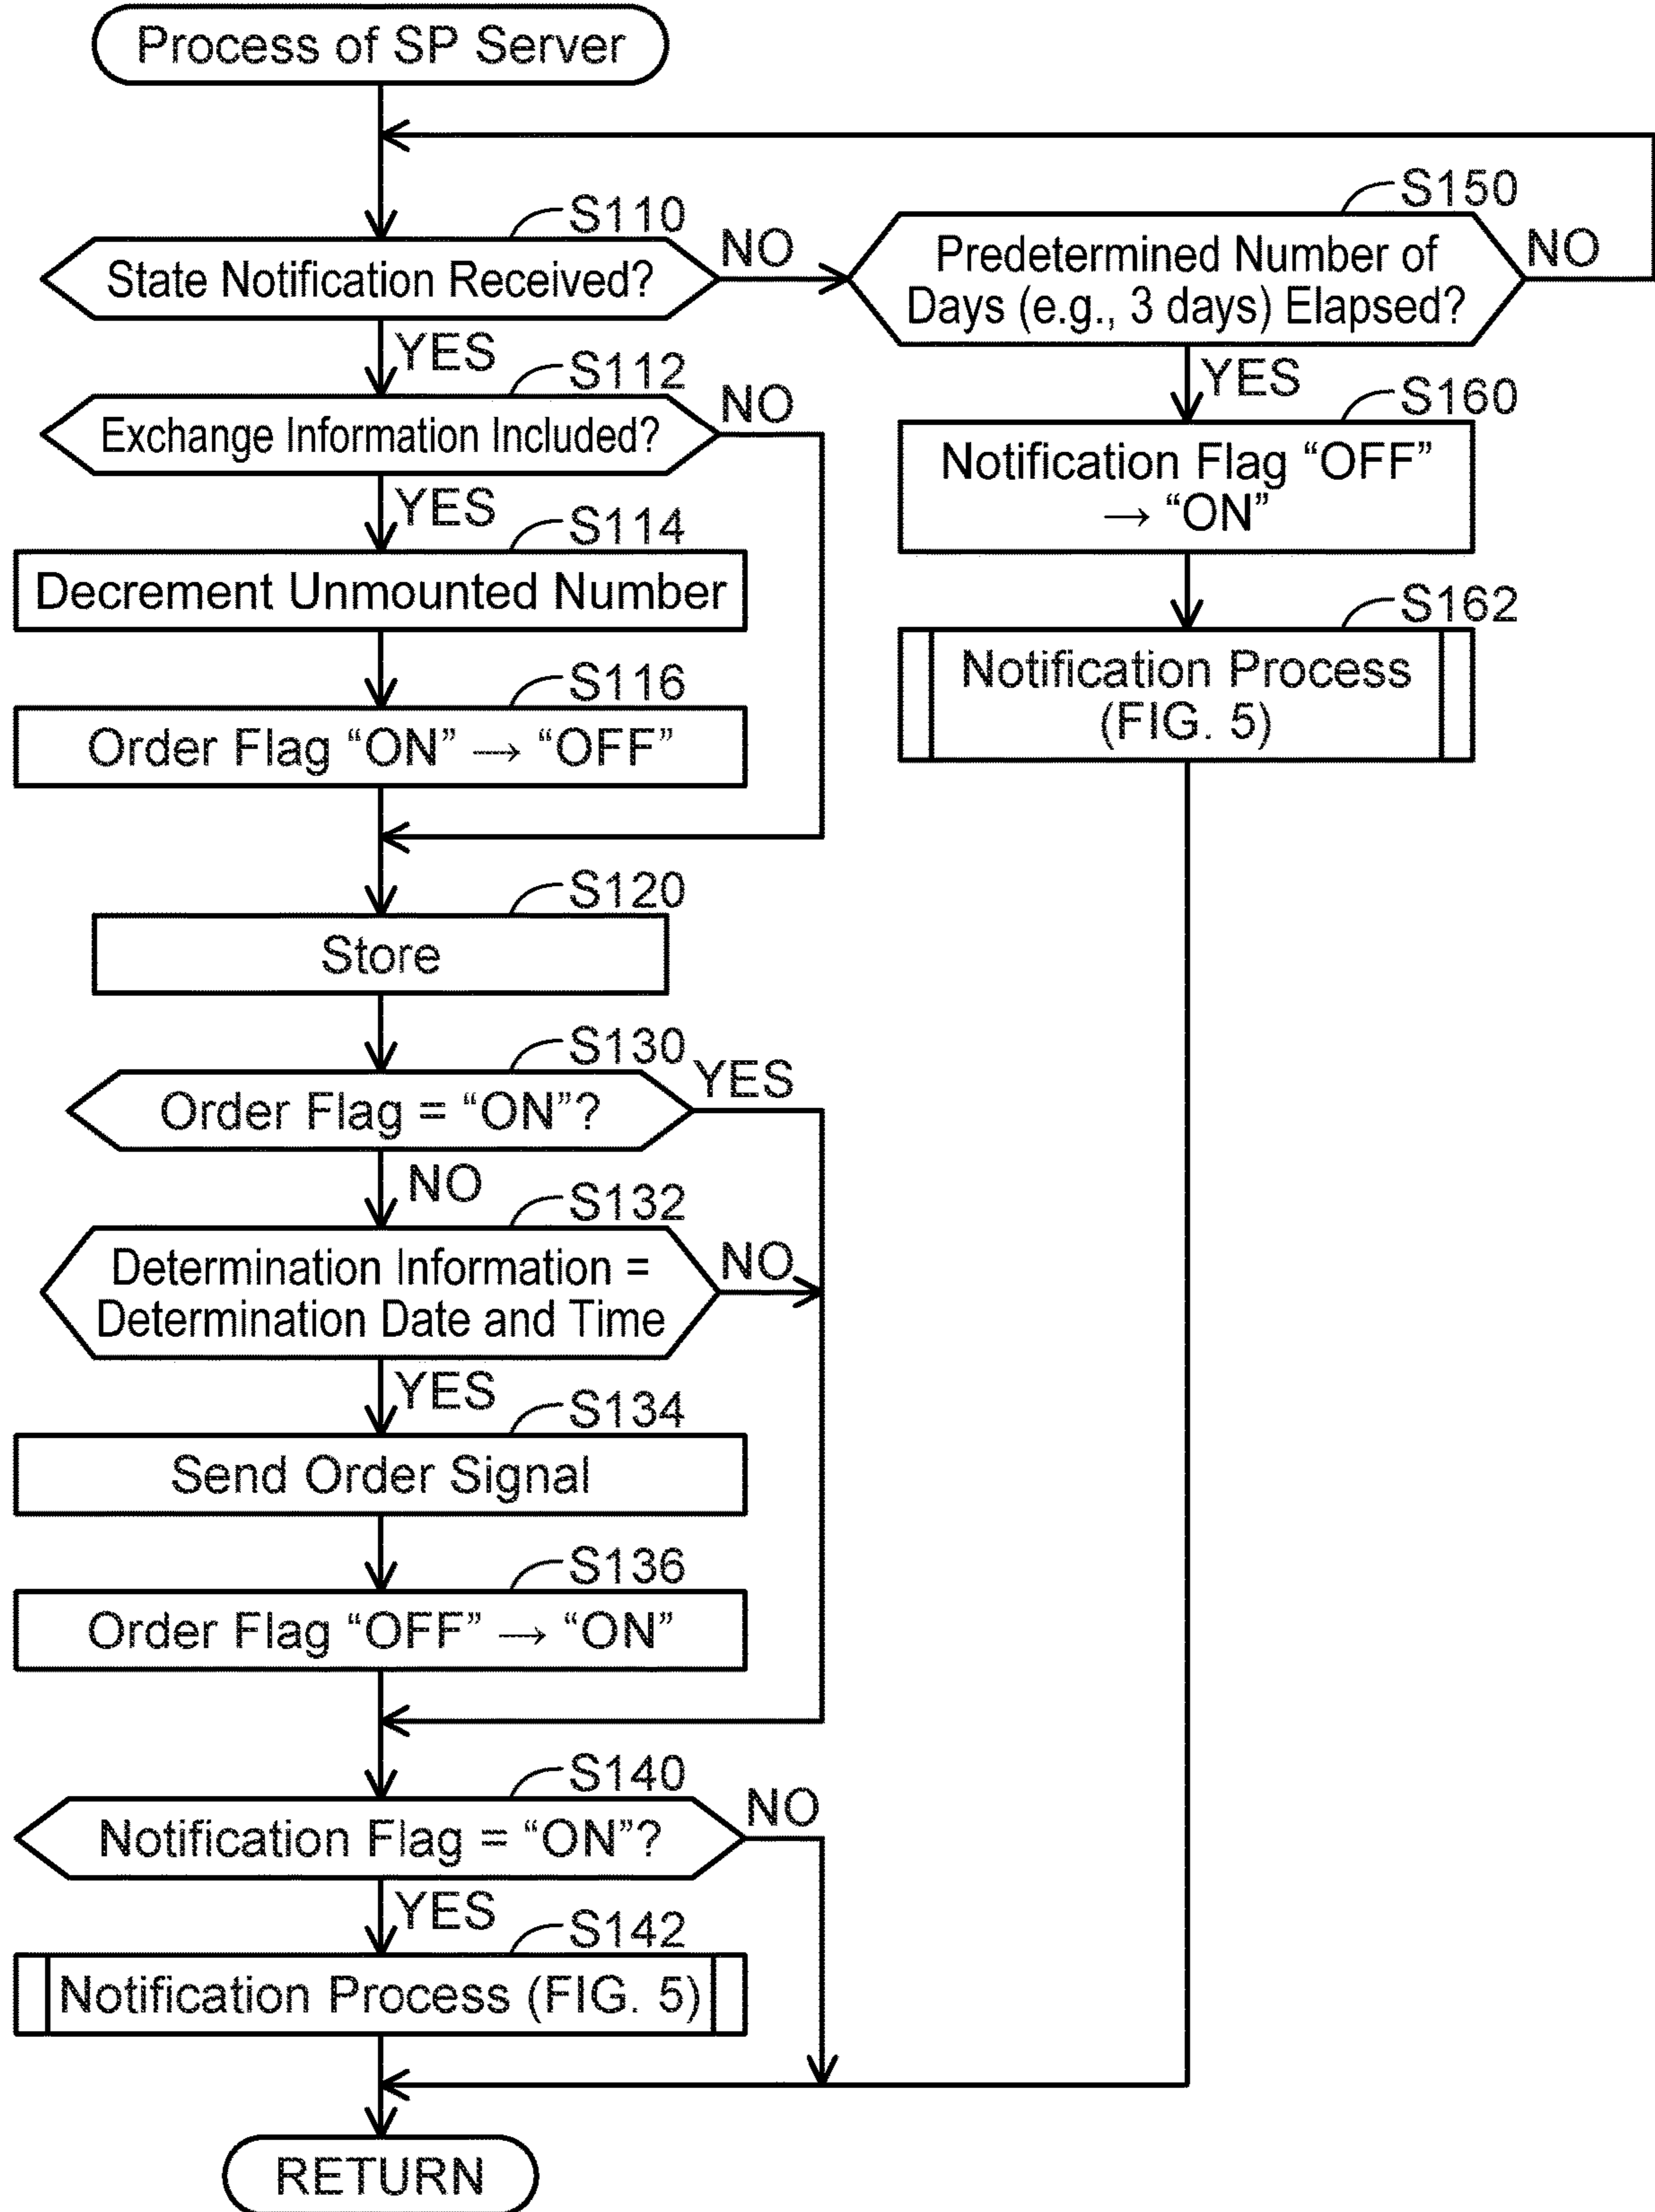 Process of SP Server
S110
State Notification Received?
NO
YES
S150
Predetermined Number of
Days (e.g., 3 days) Elapsed?
NO
YES
S112
Exchange Information Included?
NO
YES
S160
Notification Flag “OFF”
→ “ON”
S114
Decrement Unmounted Number
S162
Notification Process
(FIG. 5)
S116
Order Flag “ON” → “OFF”
S120
Store
S130
Order Flag = “ON”?
YES
NO
S132
Determination Information =
Determination Date and Time
NO
YES
S134
Send Order Signal
S136
Order Flag “OFF” → “ON”
S140
Notification Flag = “ON”?
NO
YES
S142
Notification Process (FIG. 5)
RETURN